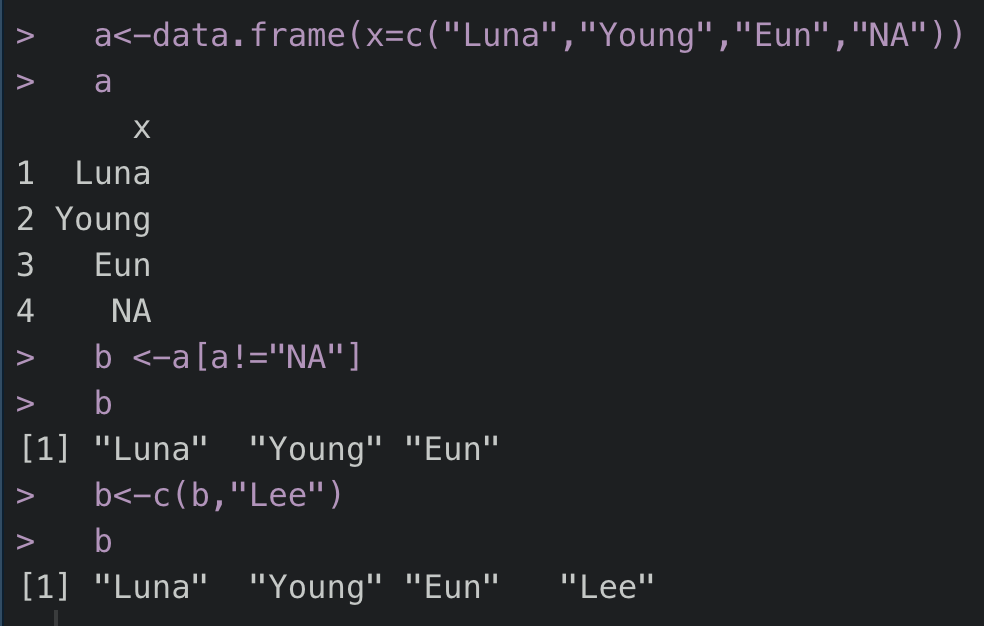 >   a<-data.frame(x=c("Luna","Young","Eun","NA"))
>   a
      x
1  Luna
2 Young
3   Eun
4    NA
>   b <-a[a!="NA"]
>   b
[1] "Luna"  "Young" "Eun"
>   b<-c(b,"Lee")
>   b
[1] "Luna"  "Young" "Eun"   "Lee"